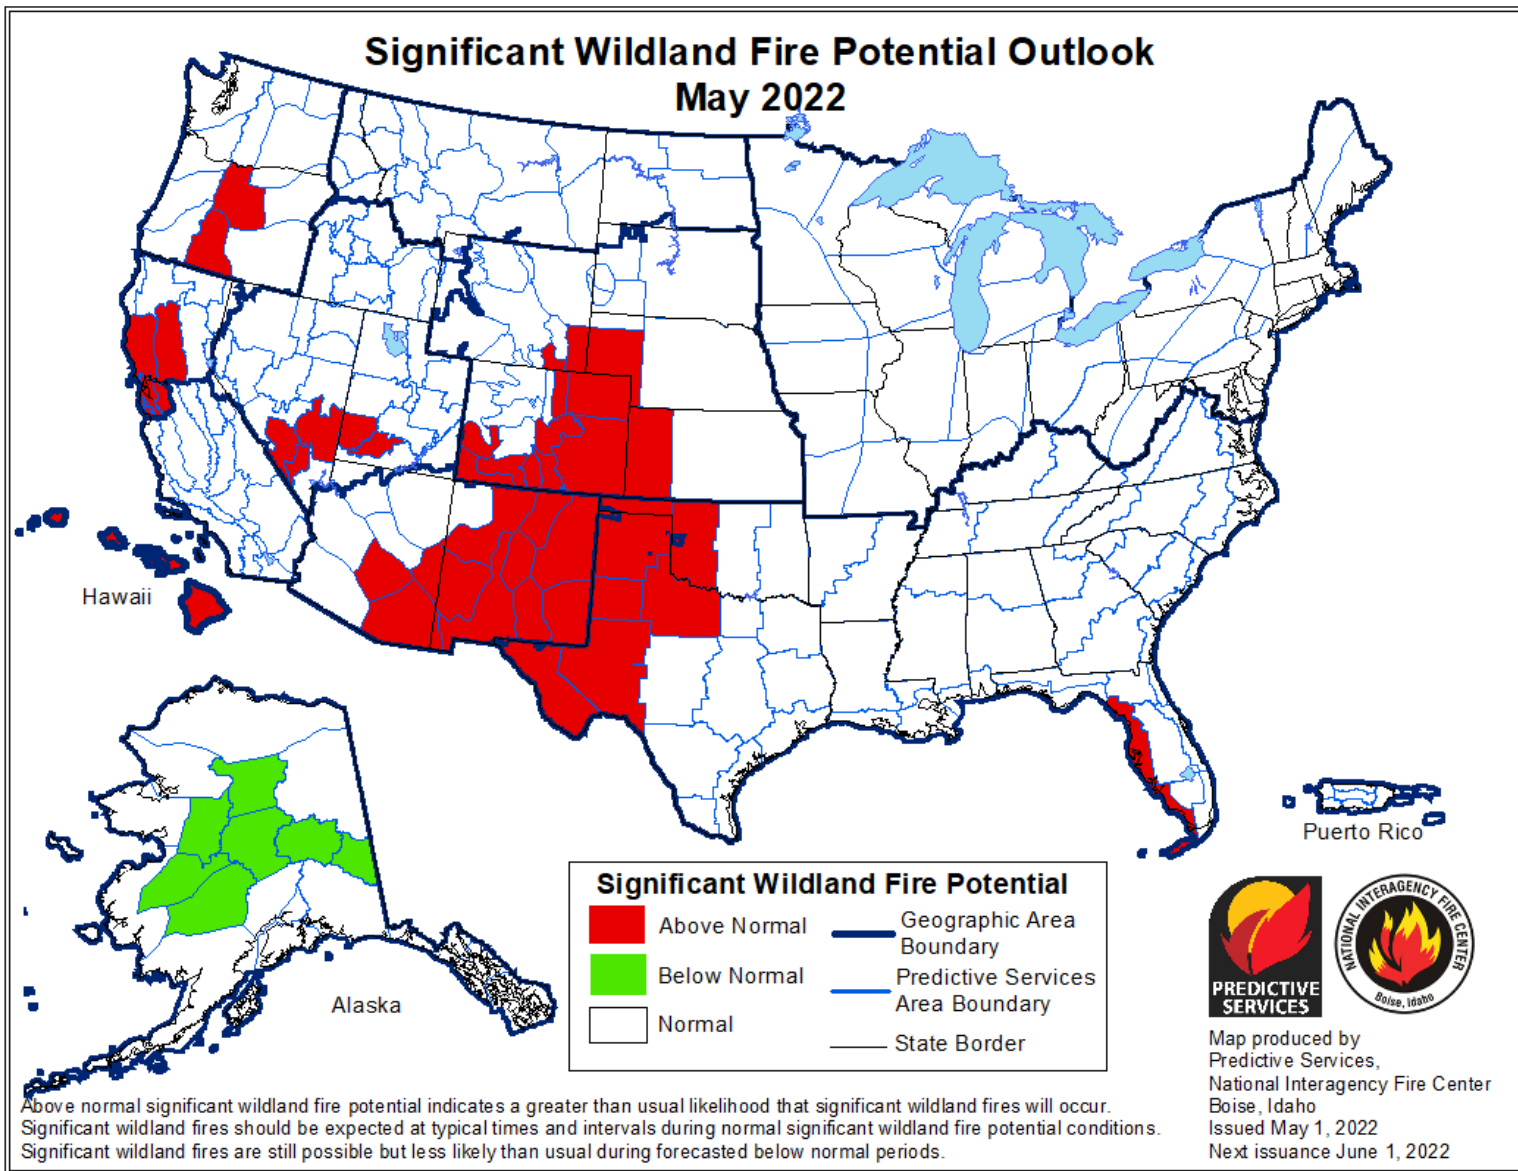 Significant Wildland Fire Potential Outlook
May 2022
Hawaii
Alaska
Puerto Rico
Significant Wildland Fire Potential
Above Normal
Below Normal
Normal
Geographic Area
Boundary
Predictive Services
Area Boundary
State Border
PREDICTIVE
SERVICES
NATIONAL INTERAGENCY FIRE CENTER
Boise, Idaho
Map produced by
Predictive Services,
National Interagency Fire Center
Boise, Idaho
Issued May 1, 2022
Next issuance June 1, 2022
Above normal significant wildland fire potential indicates a greater than usual likelihood that significant wildland fires will occur.
Significant wildland fires should be expected at typical times and intervals during normal significant wildland fire potential conditions.
Significant wildland fires are still possible but less likely than usual during forecasted below normal periods.